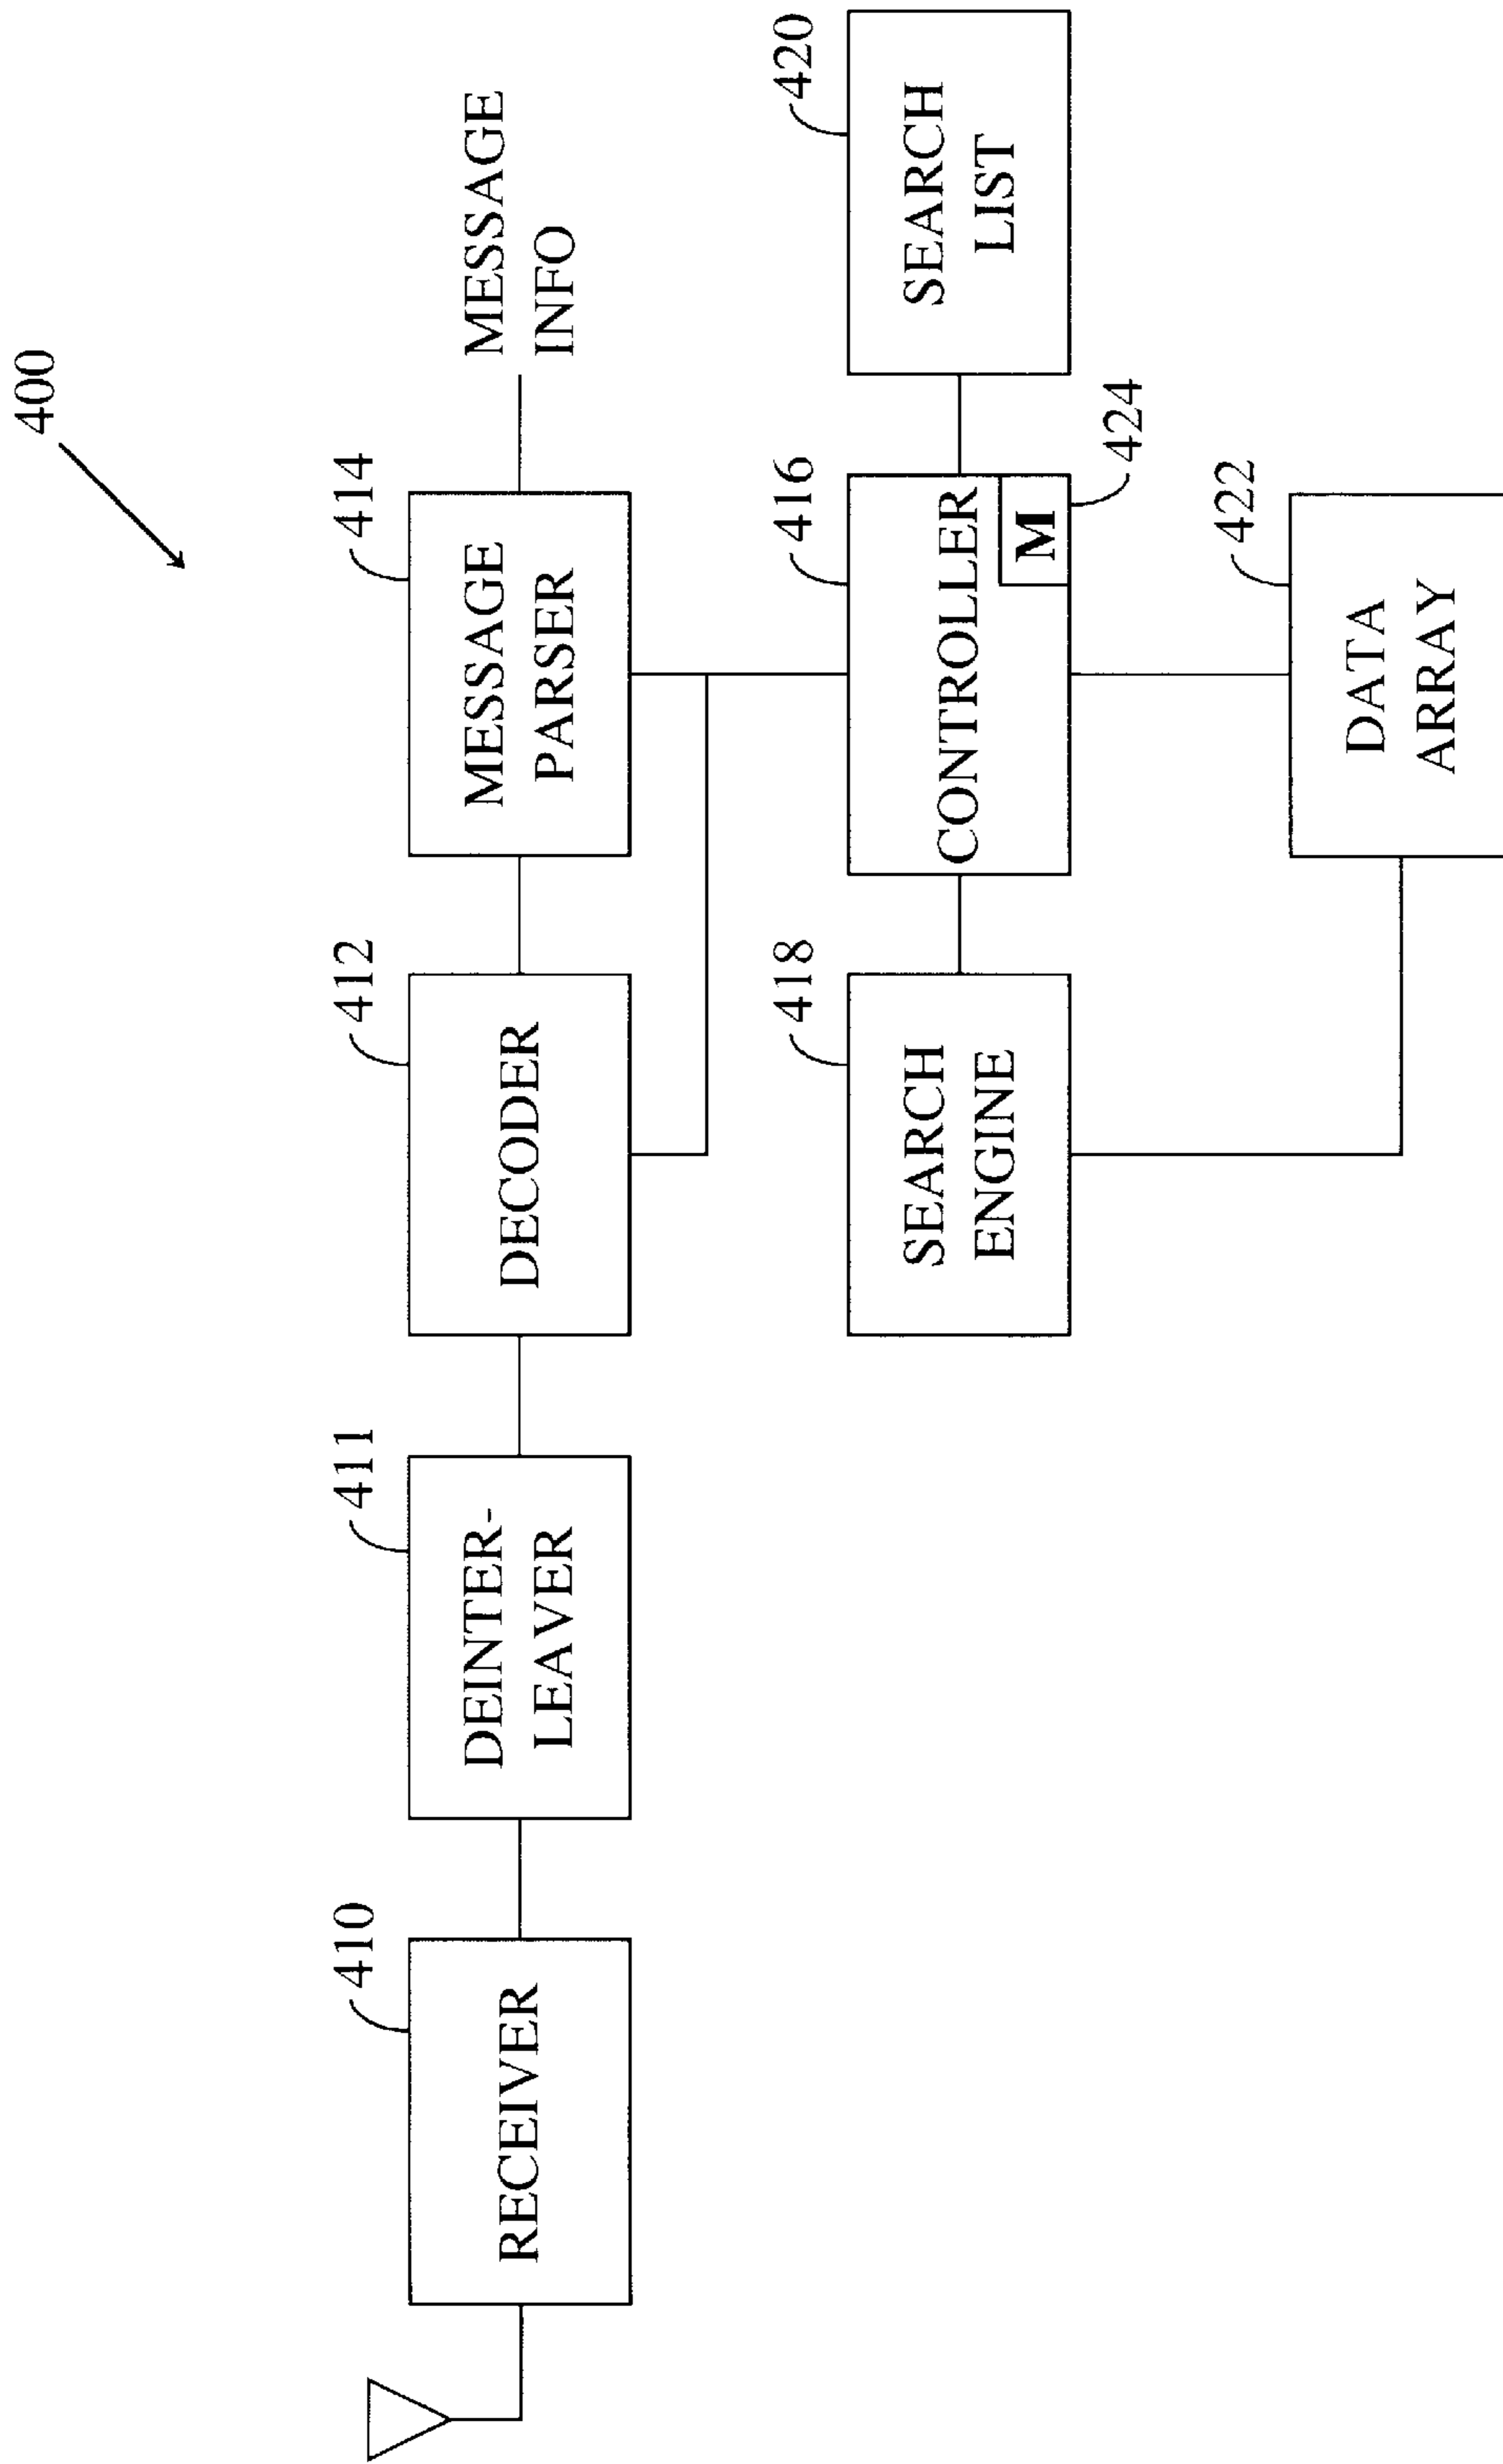 400
410
RECEIVER
411
DEINTER-
LEAVER
412
DECODER
414
MESSAGE
PARSER
MESSAGE
INFO
418
SEARCH
ENGINE
416
CONTROLLER
M
424
420
SEARCH
LIST
422
DATA
ARRAY